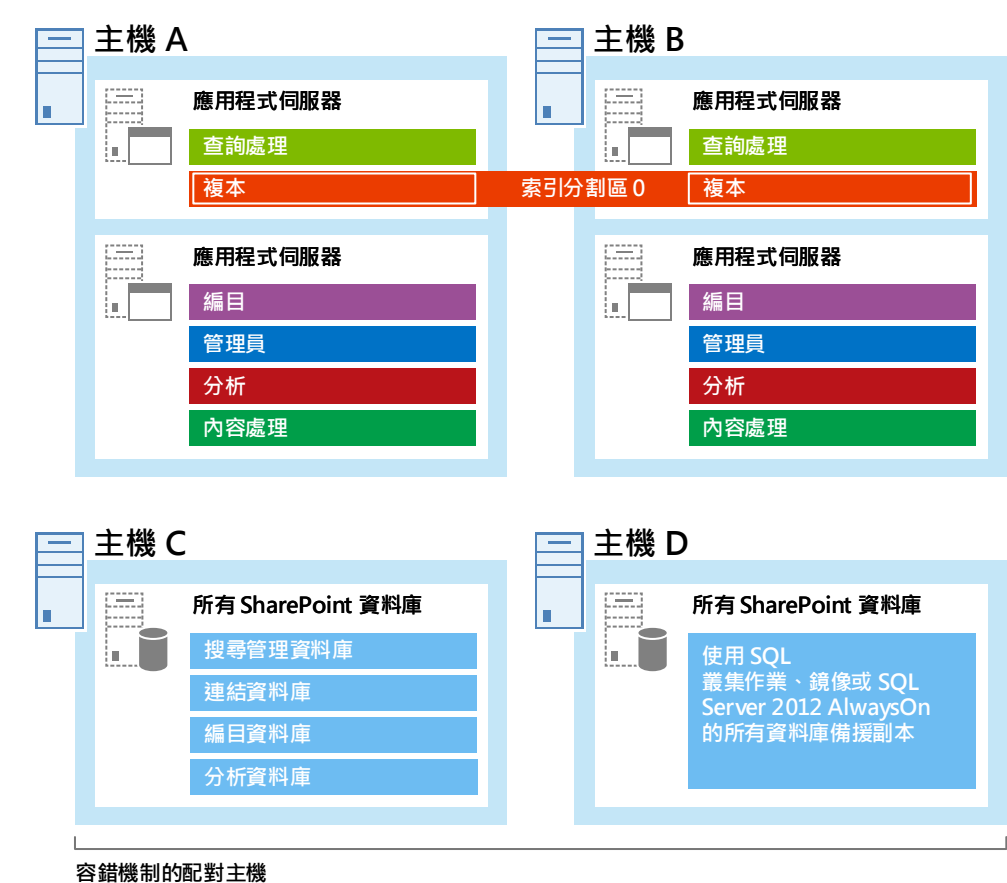 主機 A
應用程式伺服器
查詢處理
複本
索引分割區 0
應用程式伺服器
編目
管理員
分析
內容處理
主機 B
應用程式伺服器
查詢處理
複本
應用程式伺服器
編目
管理員
分析
內容處理
主機 C
所有 SharePoint 資料庫
搜尋管理資料庫
連結資料庫
編目資料庫
分析資料庫
主機 D
所有 SharePoint 資料庫
使用 SQL
叢集作業、鏡像或 SQL
Server 2012 AlwaysOn
的所有資料庫備援副本
容錯機制的配對主機